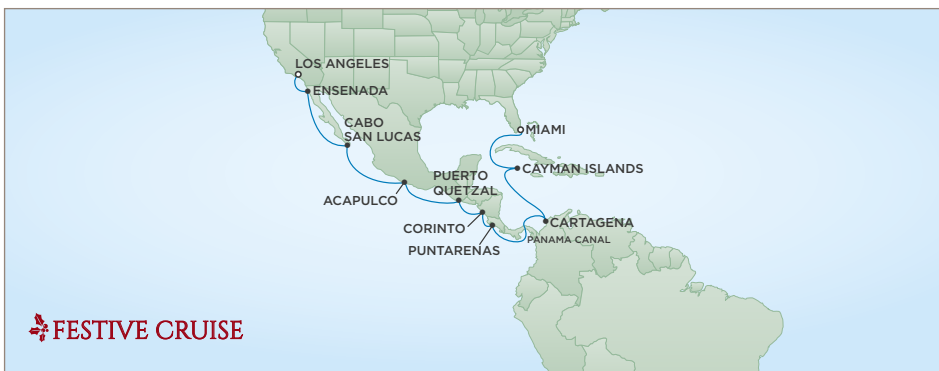 LOS ANGELES
ENSENADA
CABO
SAN LUCAS
MIAMI
CAYMAN ISLANDS
PUERTO
QUETZAL
ACAPULCO
CORINTO
CARTAGENA
PUNTARENAS
PANAMA CANAL
FESTIVE CRUISE